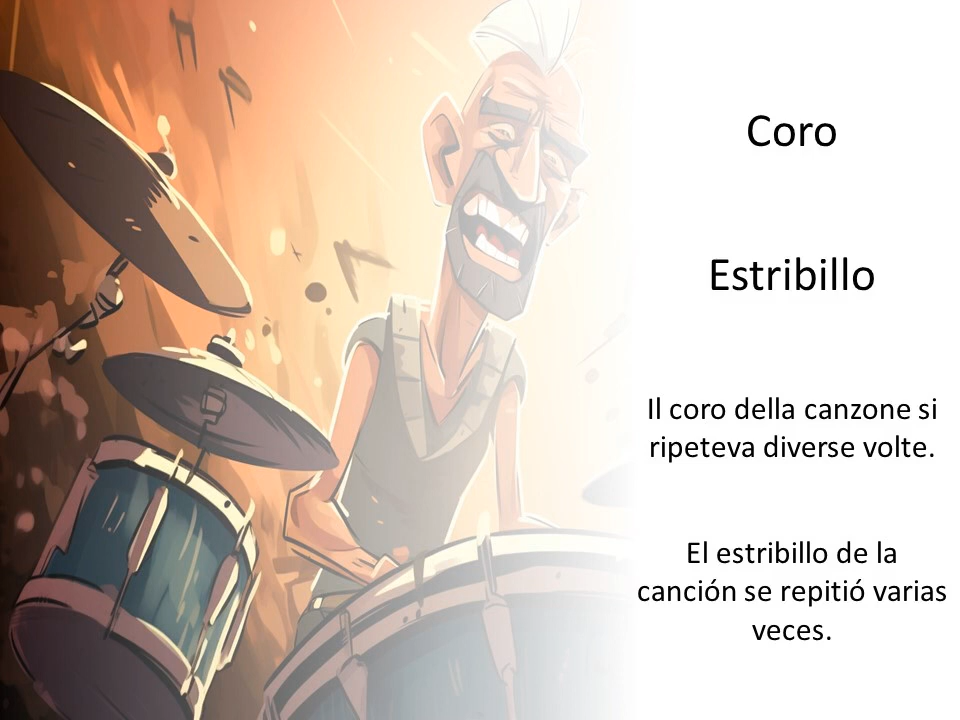 Coro
Estribillo
Il coro della canzone si
ripeteva diverse volte.
El estribillo de la
canción se repitió varias
veces.